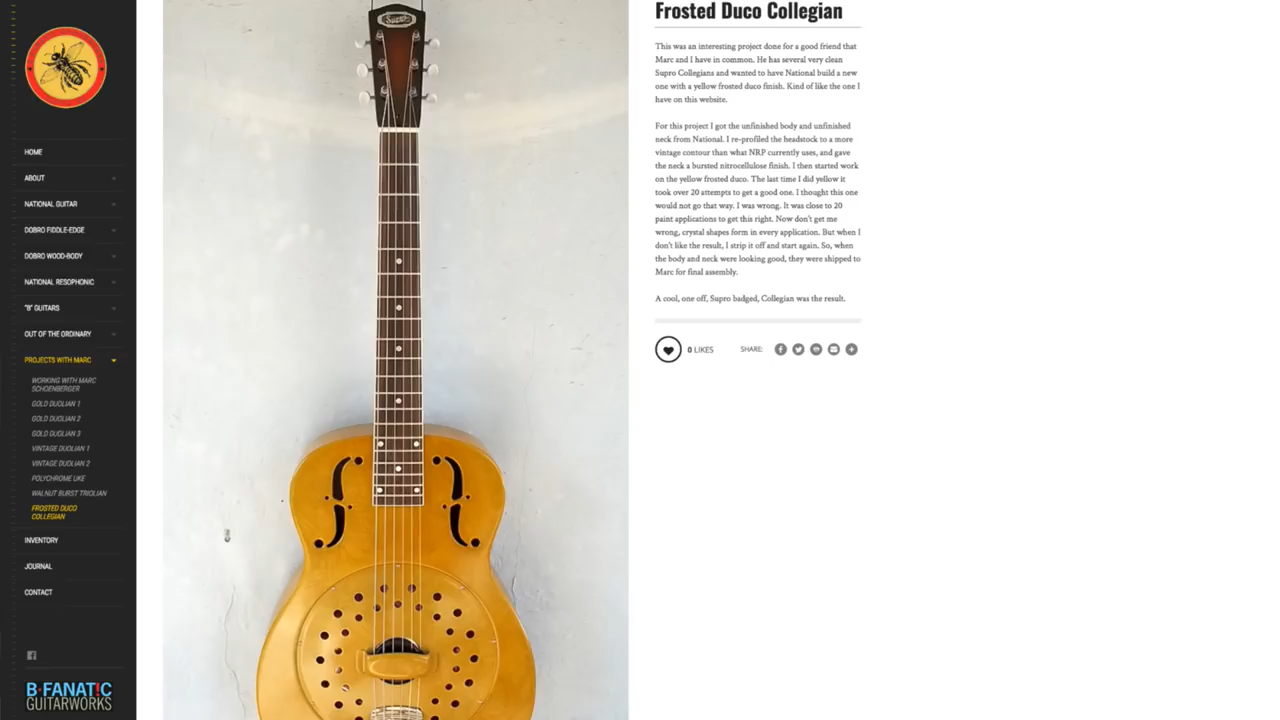 HOME
ABOUT
NATIONAL GUITAR
DOBRO FIDDLE-EDGE
DOBRO WOOD-BODY
NATIONAL RESOPHONIC
"B" GUITARS
OUT OF THE ORDINARY
PROJECTS WITH MARC
WORKING WITH MARC
SCHOENBERGER
GOLD DUOLIAN 1
GOLD DUOLIAN 2
GOLD DUOLIAN 3
VINTAGE DUOLIAN 1
VINTAGE DUOLIAN 2
POLYCHROME UKE
WALNUT BURST TRIOLIAN
FROSTED DUCO
COLLEGIAN
INVENTORY
JOURNAL
CONTACT
B·FANAT!C
GUITARWORKS
Supro
Frosted Duco Collegian
This was an interesting project done for a good friend that
Marc and I have in common. He has several very clean
Supro Collegians and wanted to have National build a new
one with a yellow frosted duco finish. Kind of like the one I
have on this website.
For this project I got the unfinished body and unfinished
neck from National. I re-profiled the headstock to a more
vintage contour than what NRP currently uses, and gave
the neck a bursted nitrocellulose finish. I then started work
on the yellow frosted duco. The last time I did yellow it
took over 20 attempts to get a good one. I thought this one
would not go that way. I was wrong. It was close to 20
paint applications to get this right. Now don't get me
wrong, crystal shapes form in every application. But when I
don't like the result, I strip it off and start again. So, when
the body and neck were looking good, they were shipped to
Marc for final assembly.
A cool, one off, Supro badged, Collegian was the result.
0 LIKES
SHARE: